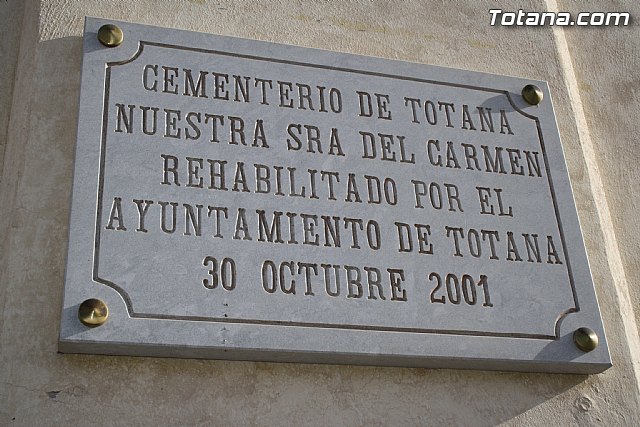 Totana.com
CEMENTERIO DE TOTANA
NUESTRA SRA DEL CARMEN
REHABILITADO POR EL
AYUNTAMIENTO DE TOTANA
30 OCTUBRE 2001